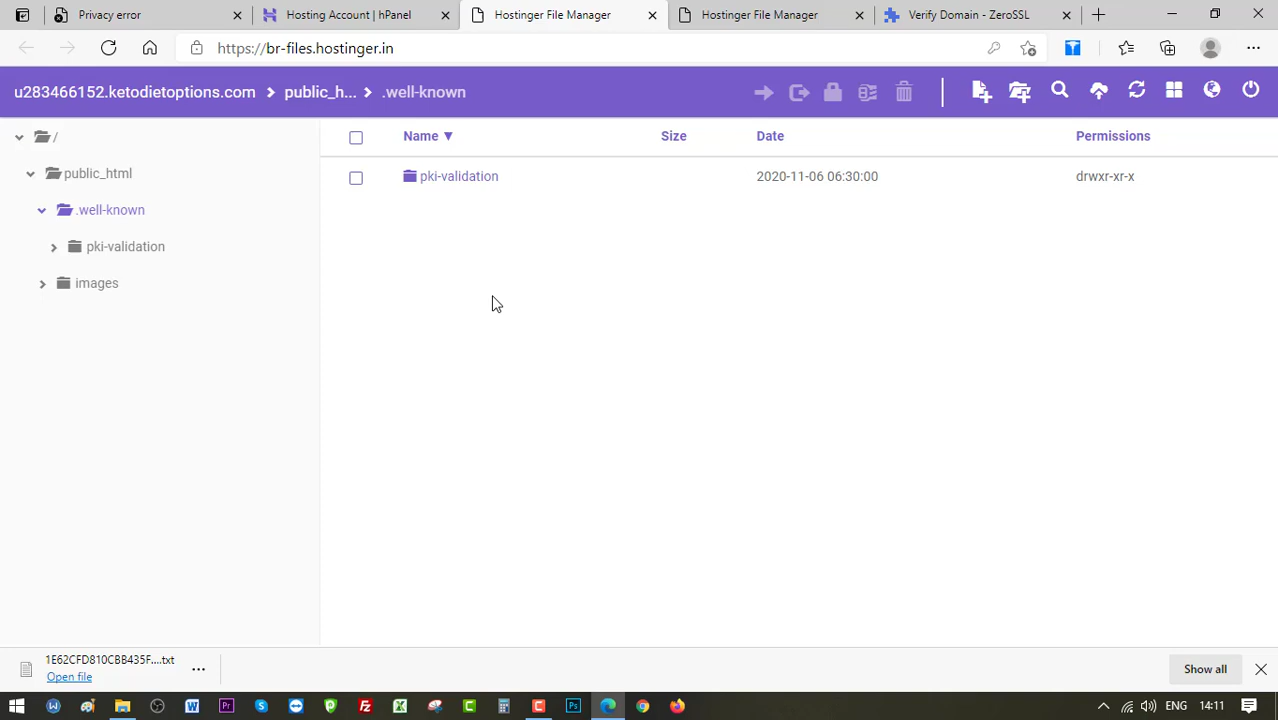 Privacy error
Hosting Account | hPanel
Hostinger File Manager
Hostinger File Manager
Verify Domain - ZeroSSL
https://br-files.hostinger.in
u283466152.ketodietoptions.com > public_h... > .well-known
/
public_html
.well-known
pki-validation
images
Name ▼ Size Date Permissions
pki-validation 2020-11-06 06:30:00 drwxr-xr-x
1E62CFD810CBB435F....txt
Open file
Show all
ENG 14:11